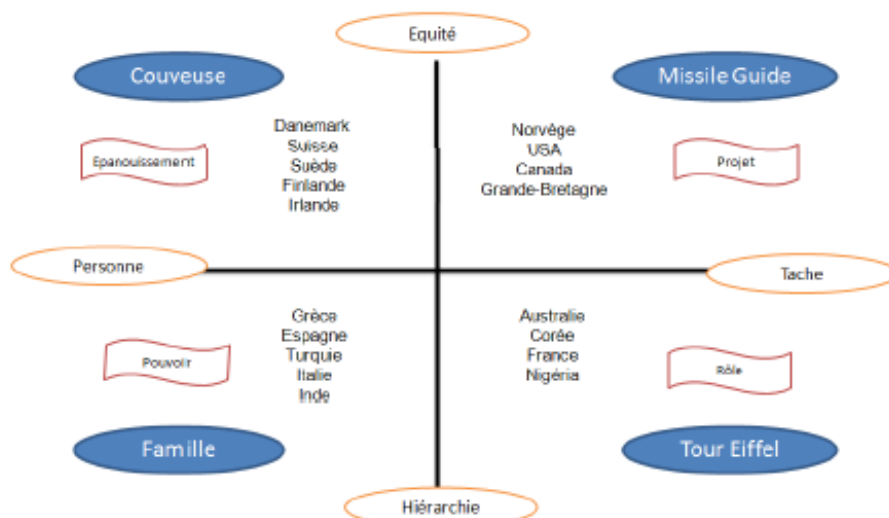 Equité
Couveuse
Missile Guide
Epanouissement
Danemark
Suisse
Suède
Finlande
Irlande
Norvége
USA
Canada
Grande-Bretagne
Projet
Personne
Tache
Pouvoir
Grèce
Espagne
Turquie
Italie
Inde
Australie
Corée
France
Nigéria
Rôle
Famille
Tour Eiffel
Hiérarchie